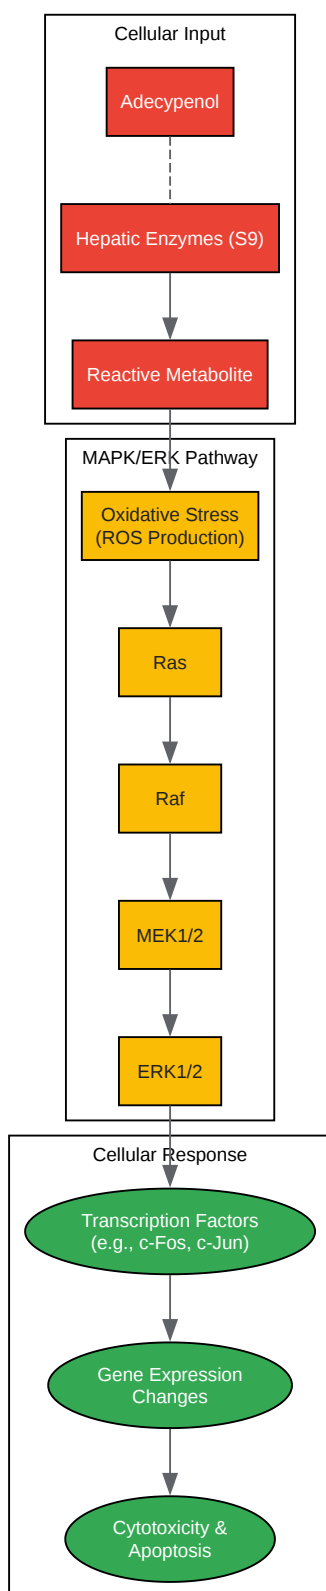 Cellular Input
Adecypenol
Hepatic Enzymes (S9)
Reactive Metabolite
MAPK/ERK Pathway
Oxidative Stress
(ROS Production)
Ras
Raf
MEK1/2
ERK1/2
Cellular Response
Transcription Factors
(e.g., c-Fos, c-Jun)
Gene Expression
Changes
Cytotoxicity &
Apoptosis